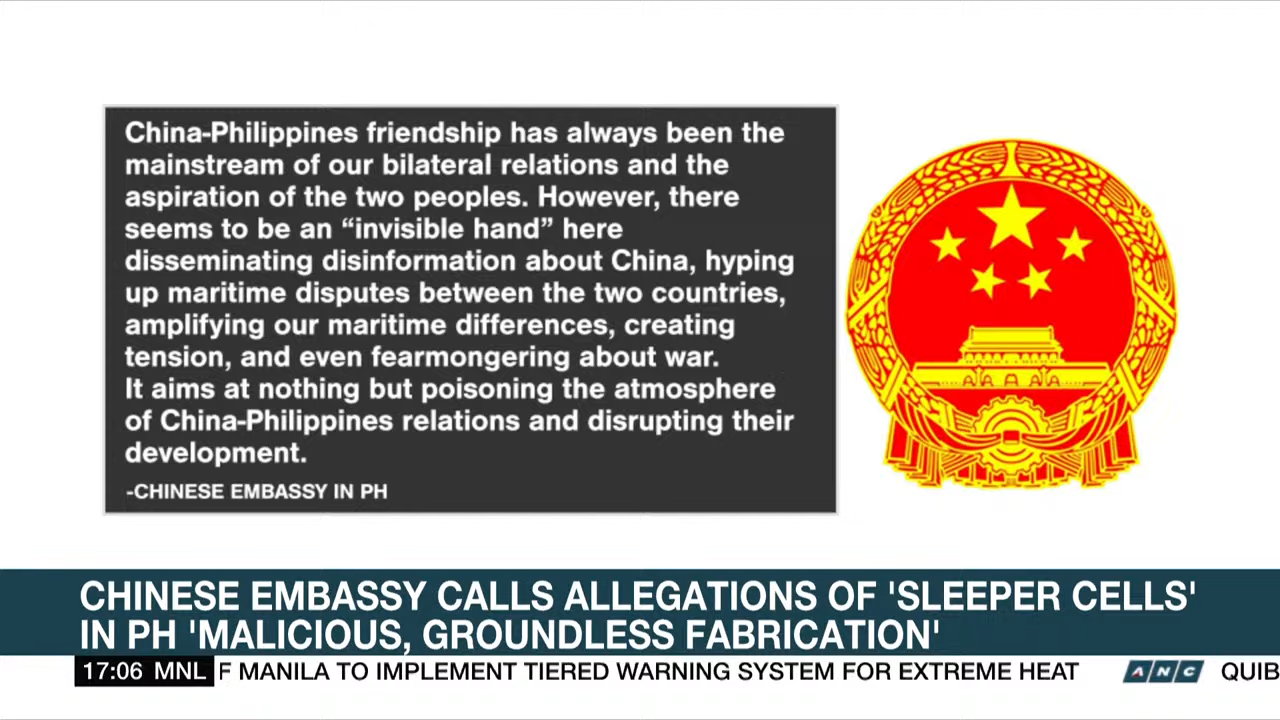 China-Philippines friendship has always been the
mainstream of our bilateral relations and the
aspiration of the two peoples. However, there
seems to be an “invisible hand” here
disseminating disinformation about China, hyping
up maritime disputes between the two countries,
amplifying our maritime differences, creating
tension, and even fearmongering about war.
It aims at nothing but poisoning the atmosphere
of China-Philippines relations and disrupting their
development.
-CHINESE EMBASSY IN PH
CHINESE EMBASSY CALLS ALLEGATIONS OF 'SLEEPER CELLS'
IN PH 'MALICIOUS, GROUNDLESS FABRICATION'
17:06 MNL F MANILA TO IMPLEMENT TIERED WARNING SYSTEM FOR EXTREME HEAT ANC QUIB